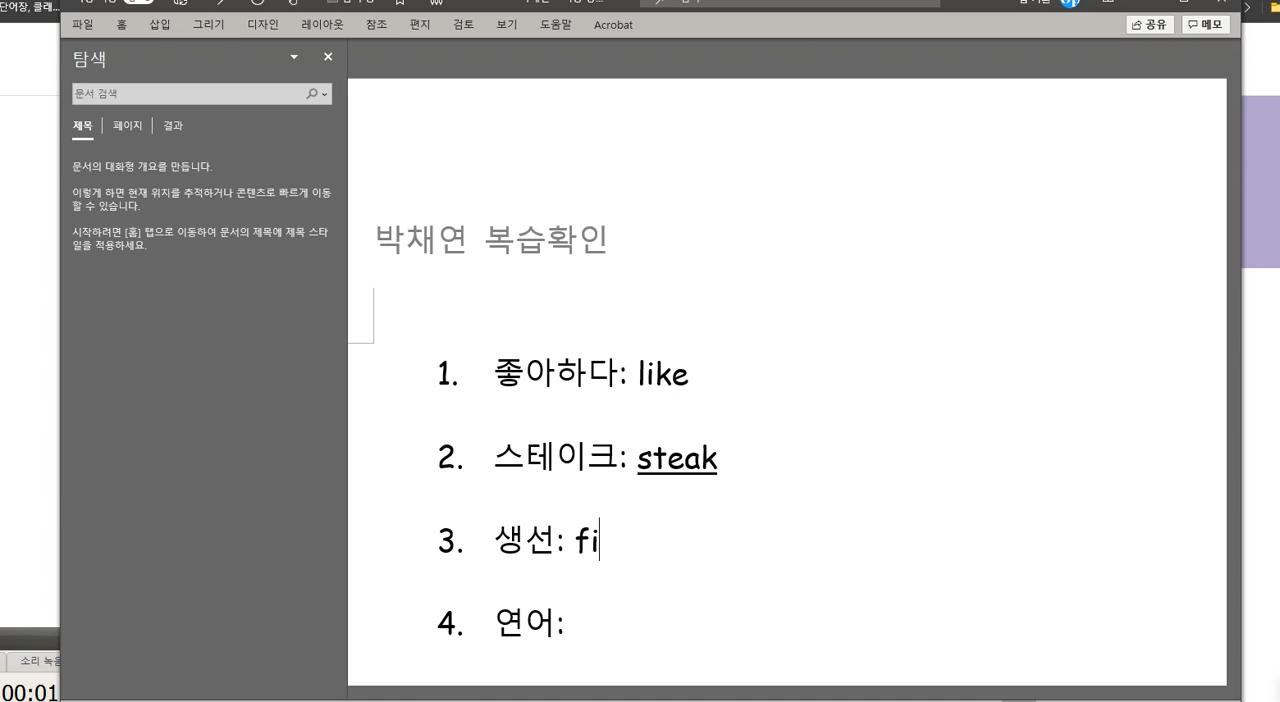 단어장, 클래...
파일 홈 삽입 그리기 디자인 레이아웃 참조 편지 검토 보기 도움말 Acrobat 공유 메모
탐색
문서 검색
제목 페이지 결과
문서의 대화형 개요를 만듭니다.
이렇게 하면 현재 위치를 추적하거나 콘텐츠로 빠르게 이동
할 수 있습니다.
시작하려면 [홈] 탭으로 이동하여 문서의 제목에 제목 스타
일을 적용하세요.
박채연 복습확인
1. 좋아하다: like
2. 스테이크: steak
3. 생선: fi
4. 연어:
소리 녹음
00:01